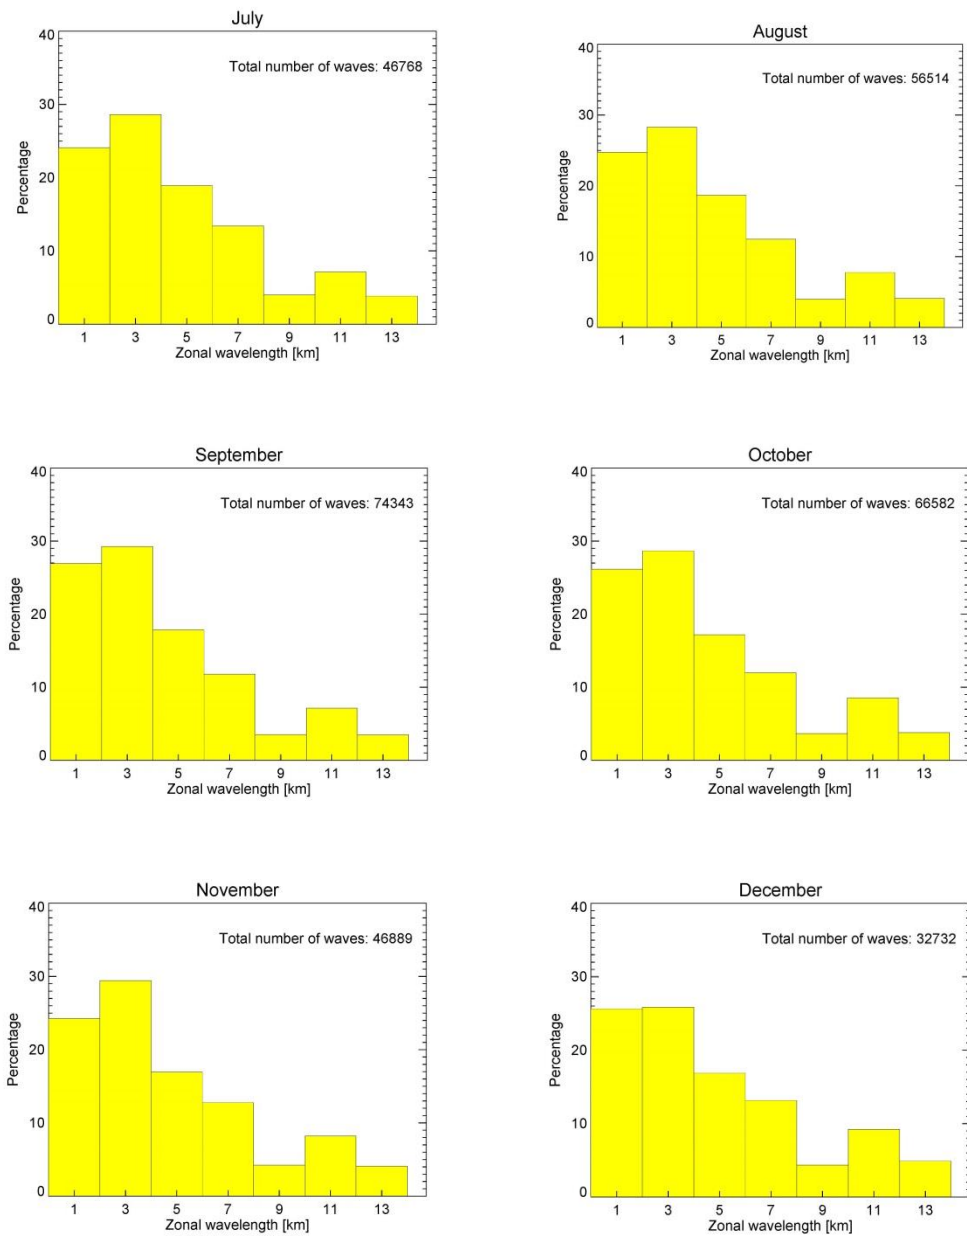 July
Total number of waves: 46768
Percentage
40
30
20
10
0
1 3 5 7 9 11 13
Zonal wavelength [km]
August
Total number of waves: 56514
Percentage
40
30
20
10
0
1 3 5 7 9 11 13
Zonal wavelength [km]
September
Total number of waves: 74343
Percentage
40
30
20
10
0
1 3 5 7 9 11 13
Zonal wavelength [km]
October
Total number of waves: 66582
Percentage
40
30
20
10
0
1 3 5 7 9 11 13
Zonal wavelength [km]
November
Total number of waves: 46889
Percentage
40
30
20
10
0
1 3 5 7 9 11 13
Zonal wavelength [km]
December
Total number of waves: 32732
Percentage
40
30
20
10
0
1 3 5 7 9 11 13
Zonal wavelength [km]